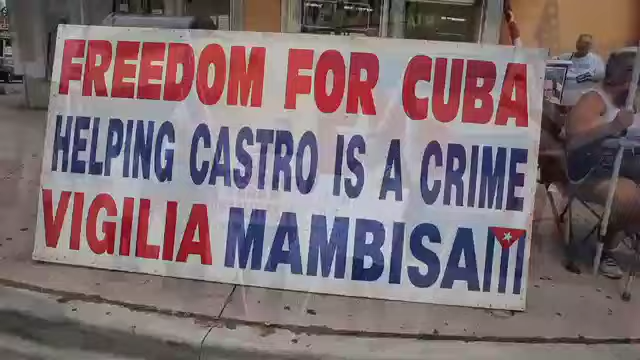 FREEDOM FOR CUBA
HELPING CASTRO IS A CRIME
VIGILIA MAMBISA